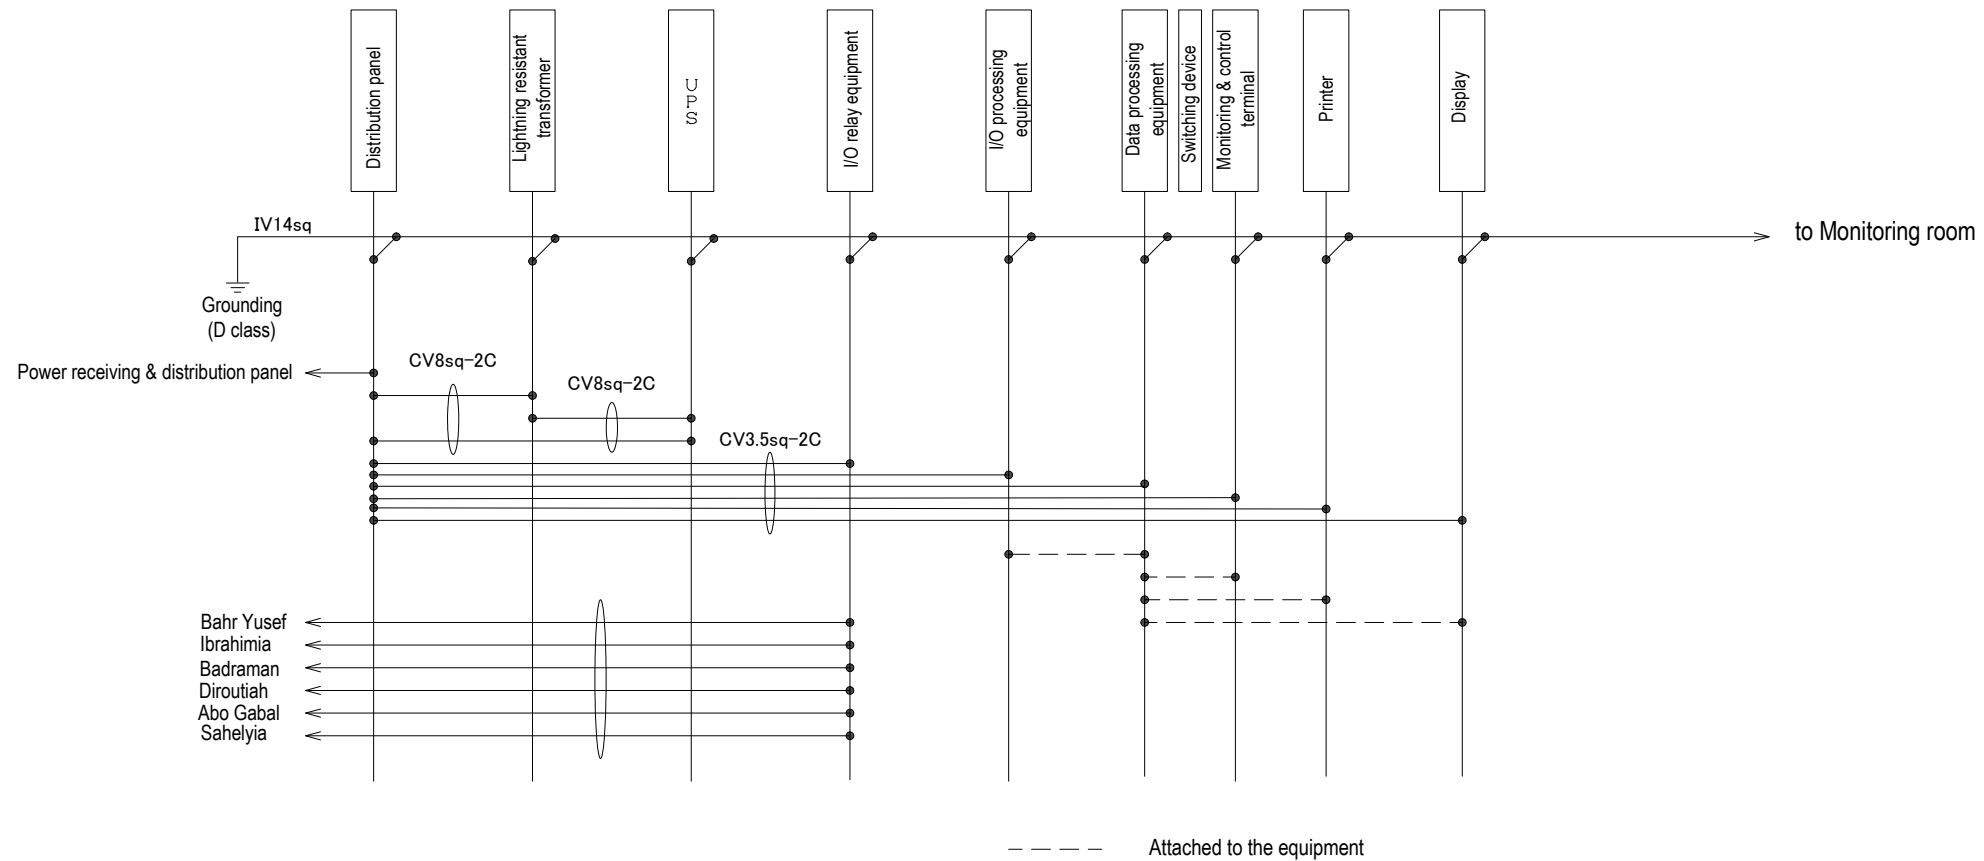 Distribution panel
Lightning resistant
transformer
UPS
I/O relay equipment
I/O processing
equipment
Data processing
equipment
Switching device
Monitoring & control
terminal
Printer
Display
IV14sq
to Monitoring room
Grounding
(D class)
Power receiving & distribution panel
CV8sq-2C
CV8sq-2C
CV3.5sq-2C
Bahr Yusef
Ibrahimia
Badraman
Diroutiah
Abo Gabal
Sahelyia
Attached to the equipment